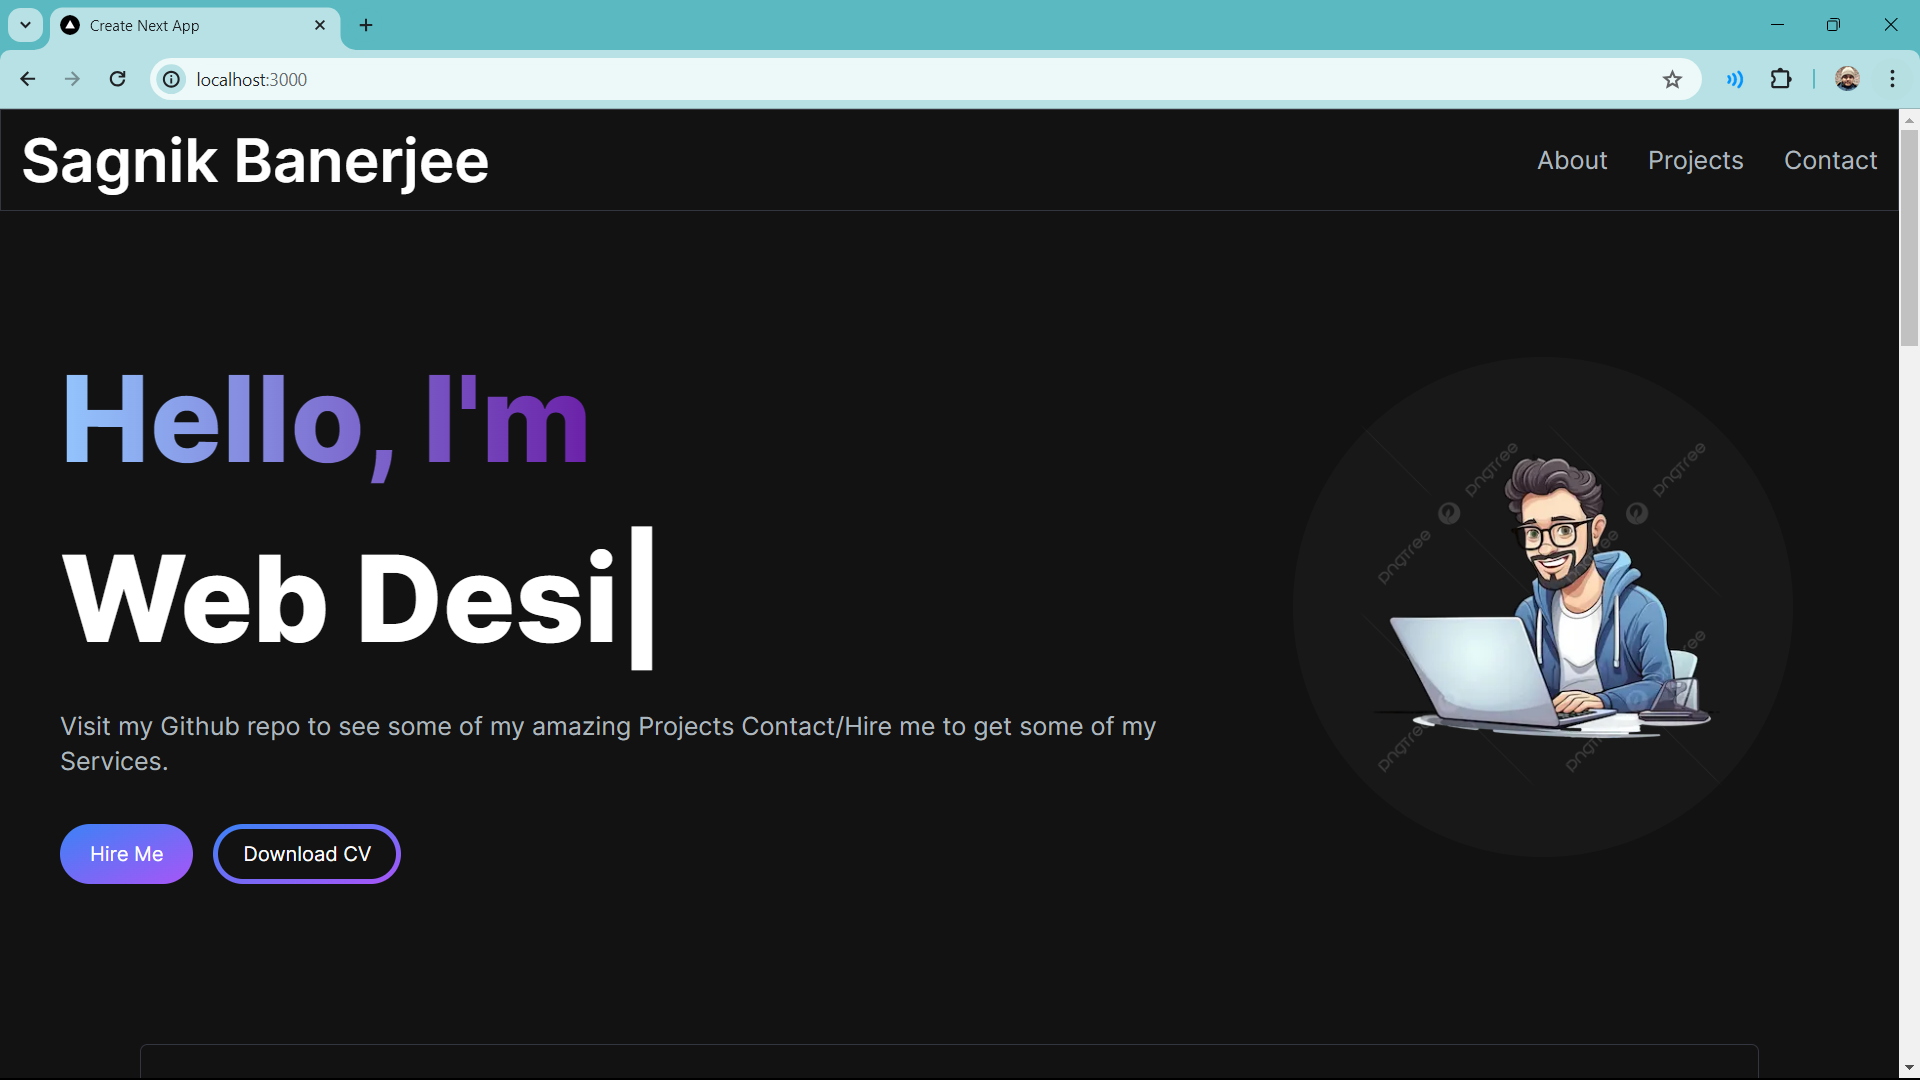 Create Next App
localhost:3000
Sagnik Banerjee
About Projects Contact
Hello, I'm
Web Desi
Visit my Github repo to see some of my amazing Projects Contact/Hire me to get some of my
Services.
Hire Me Download CV
pngtree
pngtree
pngtree
pngtree
pngtree